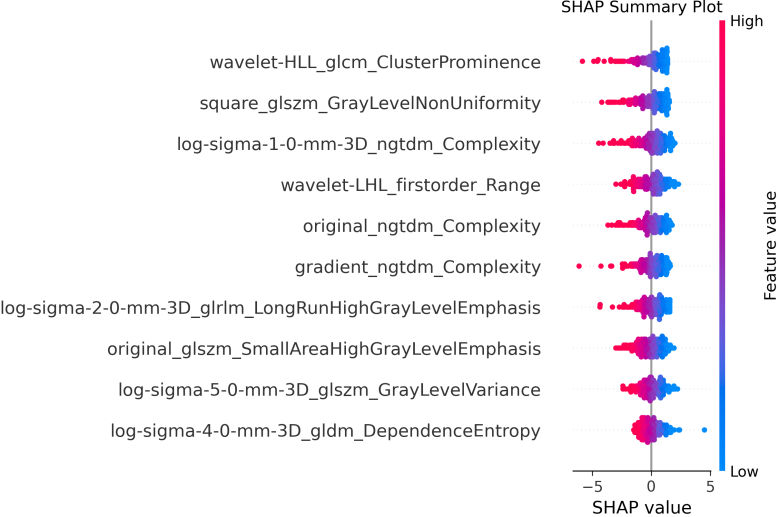 SHAP Summary Plot
High
wavelet-HLL_glcm_ClusterProminence
square_glszm_GrayLevelNonUniformity
log-sigma-1-0-mm-3D_ngtdm_Complexity
wavelet-LHL_firstorder_Range
original_ngtdm_Complexity
gradient_ngtdm_Complexity
log-sigma-2-0-mm-3D_glrlm_LongRunHighGrayLevelEmphasis
original_glszm_SmallAreaHighGrayLevelEmphasis
log-sigma-5-0-mm-3D_glszm_GrayLevelVariance
log-sigma-4-0-mm-3D_gldm_DependenceEntropy
Feature value
Low
−5 0 5
SHAP value